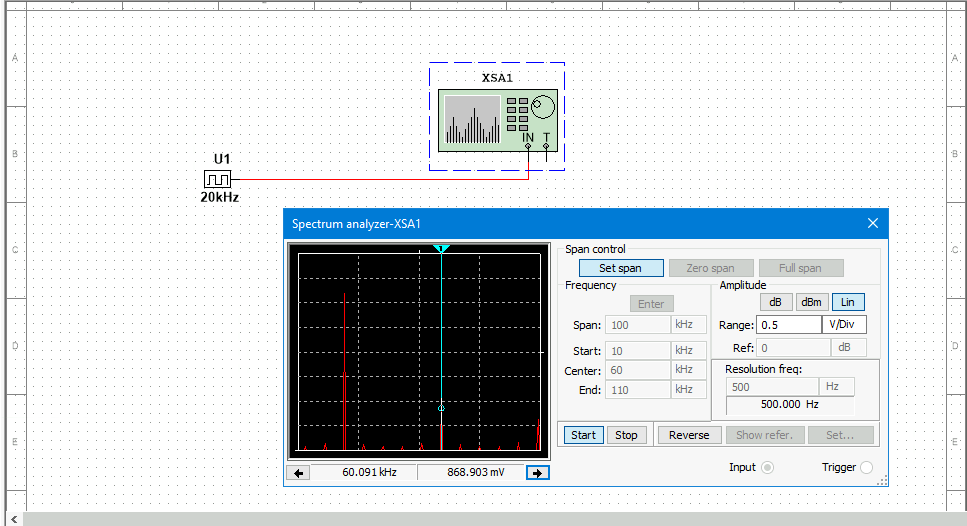 A
A
XSA1
IN T
B
B
U1
20kHz
Spectrum analyzer-XSA1
C
C
1
Span control
Set span
Zero span
Full span
Frequency
Amplitude
Enter
dB
dBm
Lin
Span:
100
kHz
Range:
0.5
V/Div
Ref:
0
dB
Start:
10
kHz
D
D
Center:
60
kHz
Resolution freq:
End:
110
kHz
500
Hz
500.000 Hz
Start
Stop
Reverse
Show refer.
Set...
E
E
60.091 kHz
868.903 mV
Input
Trigger